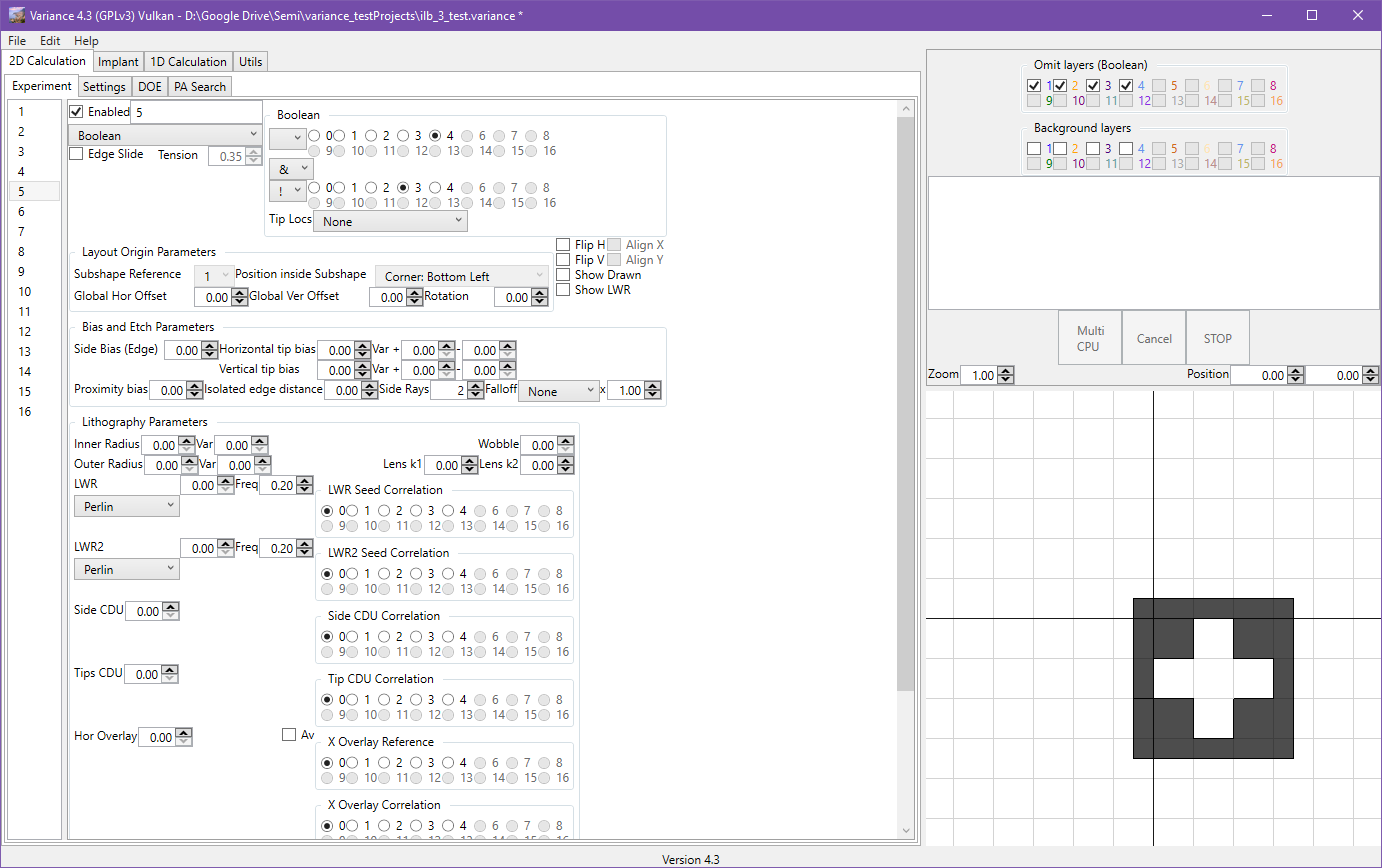 Variance 4.3 (GPLv3) Vulkan - D:\Google Drive\Semi\variance_testProjects\ilb_3_test.variance *
File Edit Help
2D Calculation Implant 1D Calculation Utils
Experiment Settings DOE PA Search
1
2
3
4
5
6
7
8
9
10
11
12
13
14
15
16
Enabled 5
Boolean
Edge Slide Tension 0.35
Boolean
0 1 2 3 4 6 7 8
9 10 11 12 13 14 15 16
&
! 0 1 2 3 4 6 7 8
9 10 11 12 13 14 15 16
Tip Locs None
Layout Origin Parameters
Subshape Reference 1 Position inside Subshape Corner: Bottom Left
Global Hor Offset 0.00 Global Ver Offset 0.00 Rotation 0.00
Flip H Align X
Flip V Align Y
Show Drawn
Show LWR
Bias and Etch Parameters
Side Bias (Edge) 0.00 Horizontal tip bias 0.00 Var + 0.00 - 0.00
Vertical tip bias 0.00 Var + 0.00 - 0.00
Proximity bias 0.00 Isolated edge distance 0.00 Side Rays 2 Falloff None x 1.00
Lithography Parameters
Inner Radius 0.00 Var 0.00 Wobble 0.00
Outer Radius 0.00 Var 0.00 Lens k1 0.00 Lens k2 0.00
LWR 0.00 Freq 0.20
Perlin
LWR Seed Correlation
0 1 2 3 4 6 7 8
9 10 11 12 13 14 15 16
LWR2 0.00 Freq 0.20
Perlin
LWR2 Seed Correlation
0 1 2 3 4 6 7 8
9 10 11 12 13 14 15 16
Side CDU 0.00
Side CDU Correlation
0 1 2 3 4 6 7 8
9 10 11 12 13 14 15 16
Tips CDU 0.00
Tip CDU Correlation
0 1 2 3 4 6 7 8
9 10 11 12 13 14 15 16
Hor Overlay 0.00 Av
X Overlay Reference
0 1 2 3 4 6 7 8
9 10 11 12 13 14 15 16
X Overlay Correlation
0 1 2 3 4 6 7 8
Omit layers (Boolean)
1 2 3 4 5 6 7 8
9 10 11 12 13 14 15 16
Background layers
1 2 3 4 5 6 7 8
9 10 11 12 13 14 15 16
Multi CPU Cancel STOP
Zoom 1.00 Position 0.00 0.00
Version 4.3